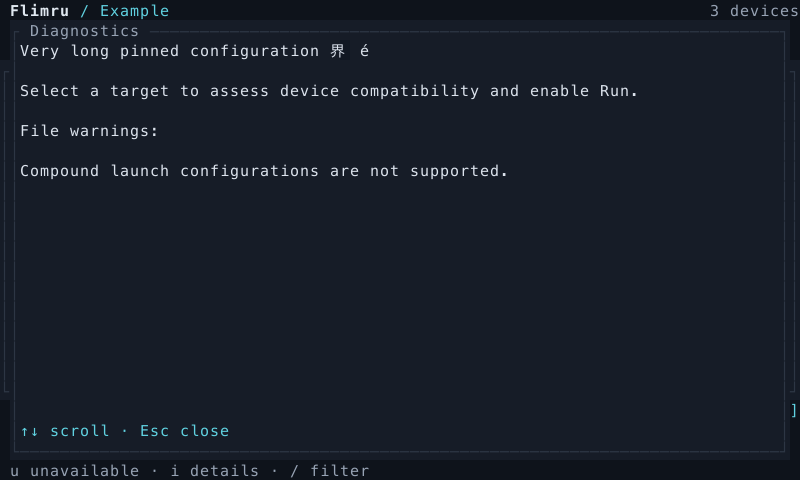 Flimru / Example 3 devices
Diagnostics
Very long pinned configuration 界 é
Select a target to assess device compatibility and enable Run.
File warnings:
Compound launch configurations are not supported.
]
↑↓ scroll · Esc close
u unavailable · i details · / filter